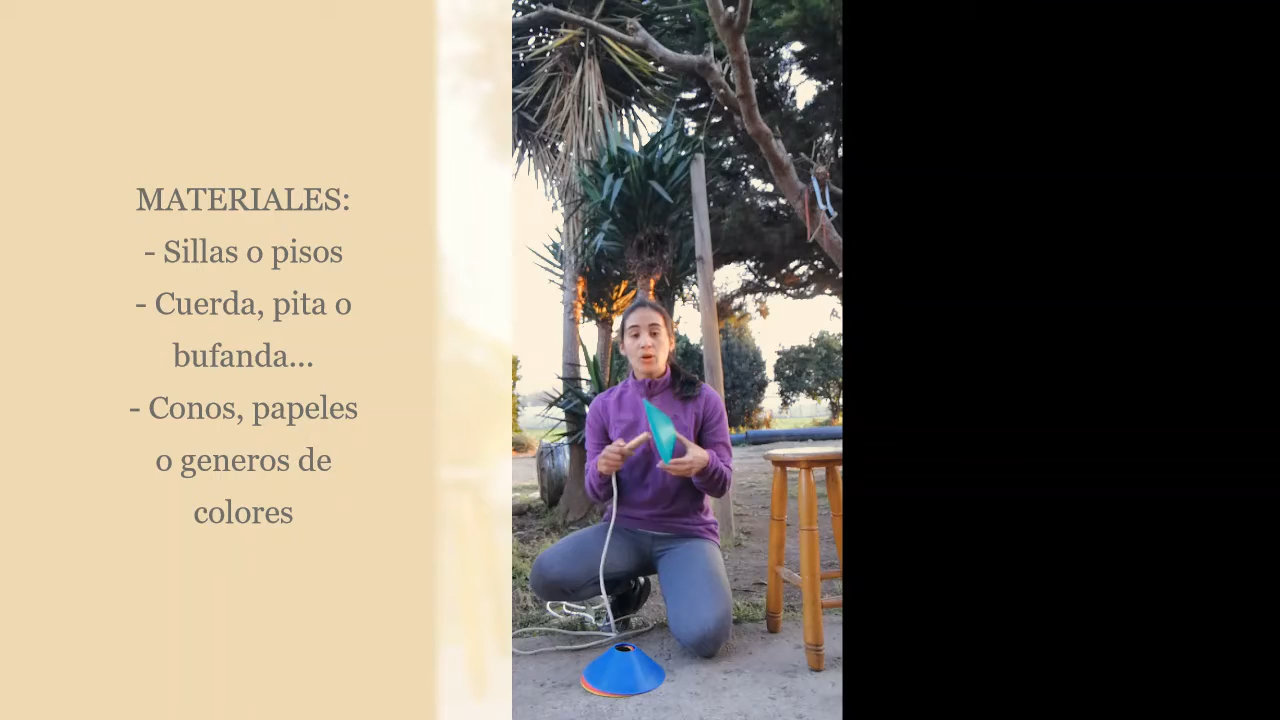 MATERIALES:
- Sillas o pisos
- Cuerda, pita o
bufanda...
- Conos, papeles
o generos de
colores